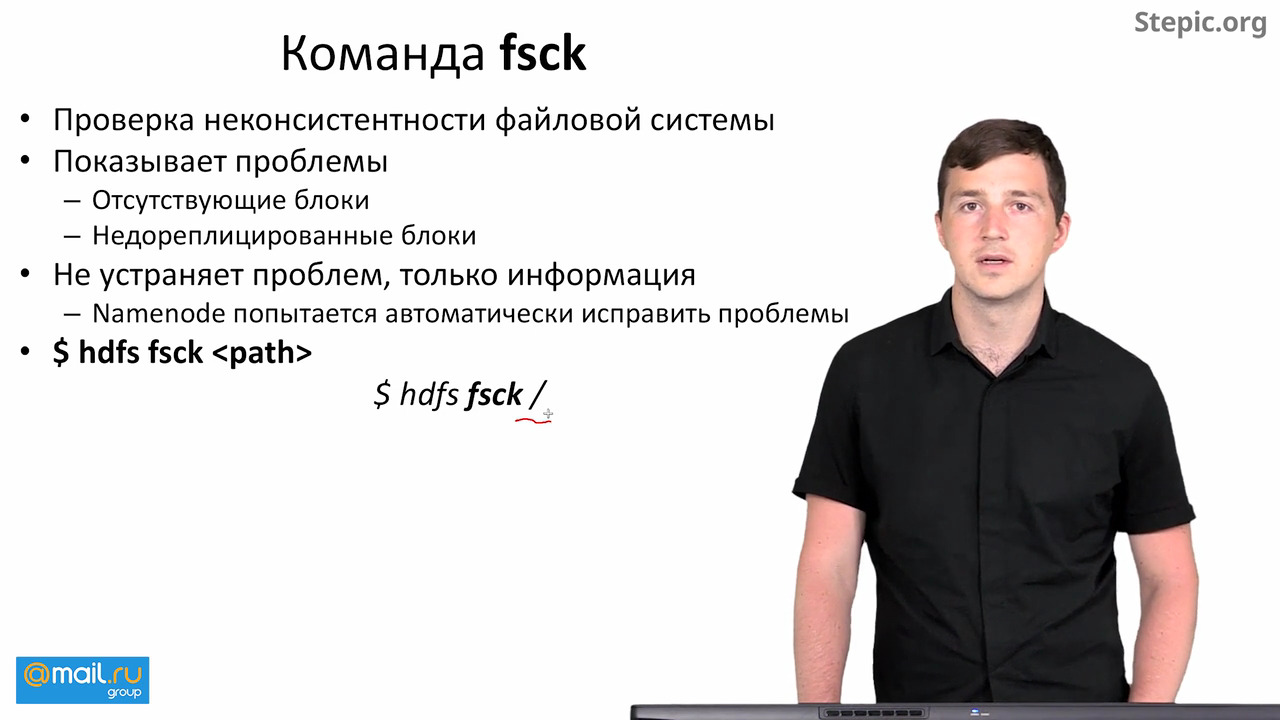 Stepic.org
Команда fsck
• Проверка неконсистентности файловой системы
• Показывает проблемы
– Отсутствующие блоки
– Недореплицированные блоки
• Не устраняет проблем, только информация
– Namenode попытается автоматически исправить проблемы
• $ hdfs fsck <path>
$ hdfs fsck /
@mail.ru
group